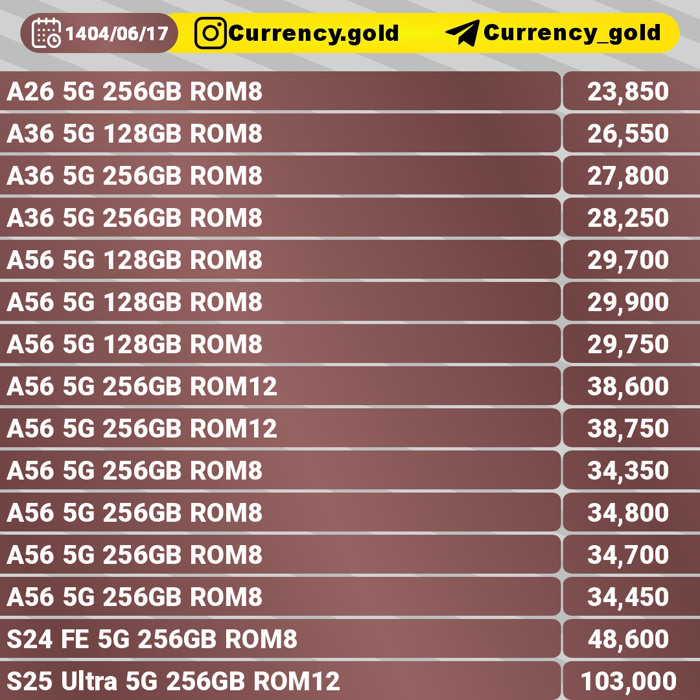 1404/06/17 Currency.gold Currency_gold
A26 5G 256GB ROM8 23,850
A36 5G 128GB ROM8 26,550
A36 5G 256GB ROM8 27,800
A36 5G 256GB ROM8 28,250
A56 5G 128GB ROM8 29,700
A56 5G 128GB ROM8 29,900
A56 5G 128GB ROM8 29,750
A56 5G 256GB ROM12 38,600
A56 5G 256GB ROM12 38,750
A56 5G 256GB ROM8 34,350
A56 5G 256GB ROM8 34,800
A56 5G 256GB ROM8 34,700
A56 5G 256GB ROM8 34,450
S24 FE 5G 256GB ROM8 48,600
S25 Ultra 5G 256GB ROM12 103,000